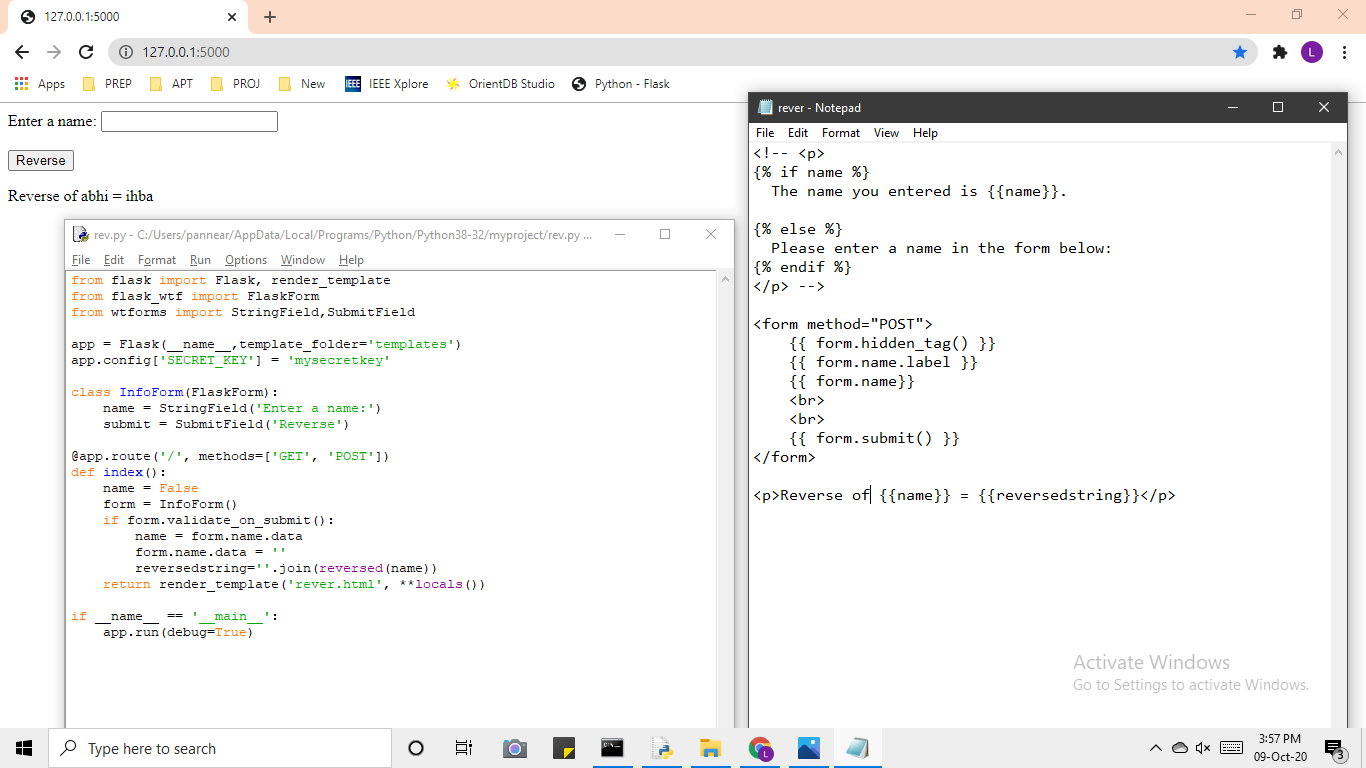 127.0.0.1:5000
127.0.0.1:5000
L
Apps PREP APT PROJ New IEEE IEEE Xplore OrientDB Studio Python - Flask
Enter a name:
Reverse
Reverse of abhi = ihba
rev.py - C:/Users/pannear/AppData/Local/Programs/Python/Python38-32/myproject/rev.py ...
File Edit Format Run Options Window Help
from flask import Flask, render_template
from flask_wtf import FlaskForm
from wtforms import StringField,SubmitField
app = Flask(__name__,template_folder='templates')
app.config['SECRET_KEY'] = 'mysecretkey'
class InfoForm(FlaskForm):
    name = StringField('Enter a name:')
    submit = SubmitField('Reverse')
@app.route('/', methods=['GET', 'POST'])
def index():
    name = False
    form = InfoForm()
    if form.validate_on_submit():
        name = form.name.data
        form.name.data = ''
        reversedstring=''.join(reversed(name))
    return render_template('rever.html', **locals())
if __name__ == '__main__':
    app.run(debug=True)
rever - Notepad
File Edit Format View Help
<!-- <p>
{% if name %}
  The name you entered is {{name}}.
{% else %}
  Please enter a name in the form below:
{% endif %}
</p> -->
<form method="POST">
    {{ form.hidden_tag() }}
    {{ form.name.label }}
    {{ form.name}}
    <br>
    <br>
    {{ form.submit() }}
</form>
<p>Reverse of {{name}} = {{reversedstring}}</p>
Activate Windows
Go to Settings to activate Windows.
Type here to search
L
3:57 PM
09-Oct-20
3